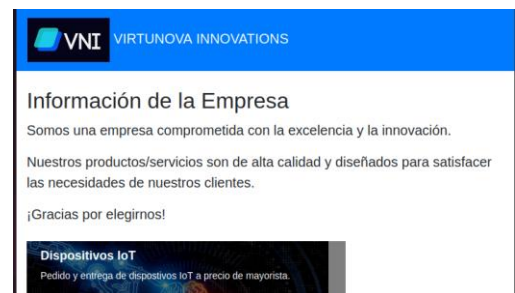 VNI VIRTUNOVA INNOVATIONS
Información de la Empresa
Somos una empresa comprometida con la excelencia y la innovación.
Nuestros productos/servicios son de alta calidad y diseñados para satisfacer
las necesidades de nuestros clientes.
¡Gracias por elegirnos!
Dispositivos IoT
Pedido y entrega de dispostivos IoT a precio de mayorista.